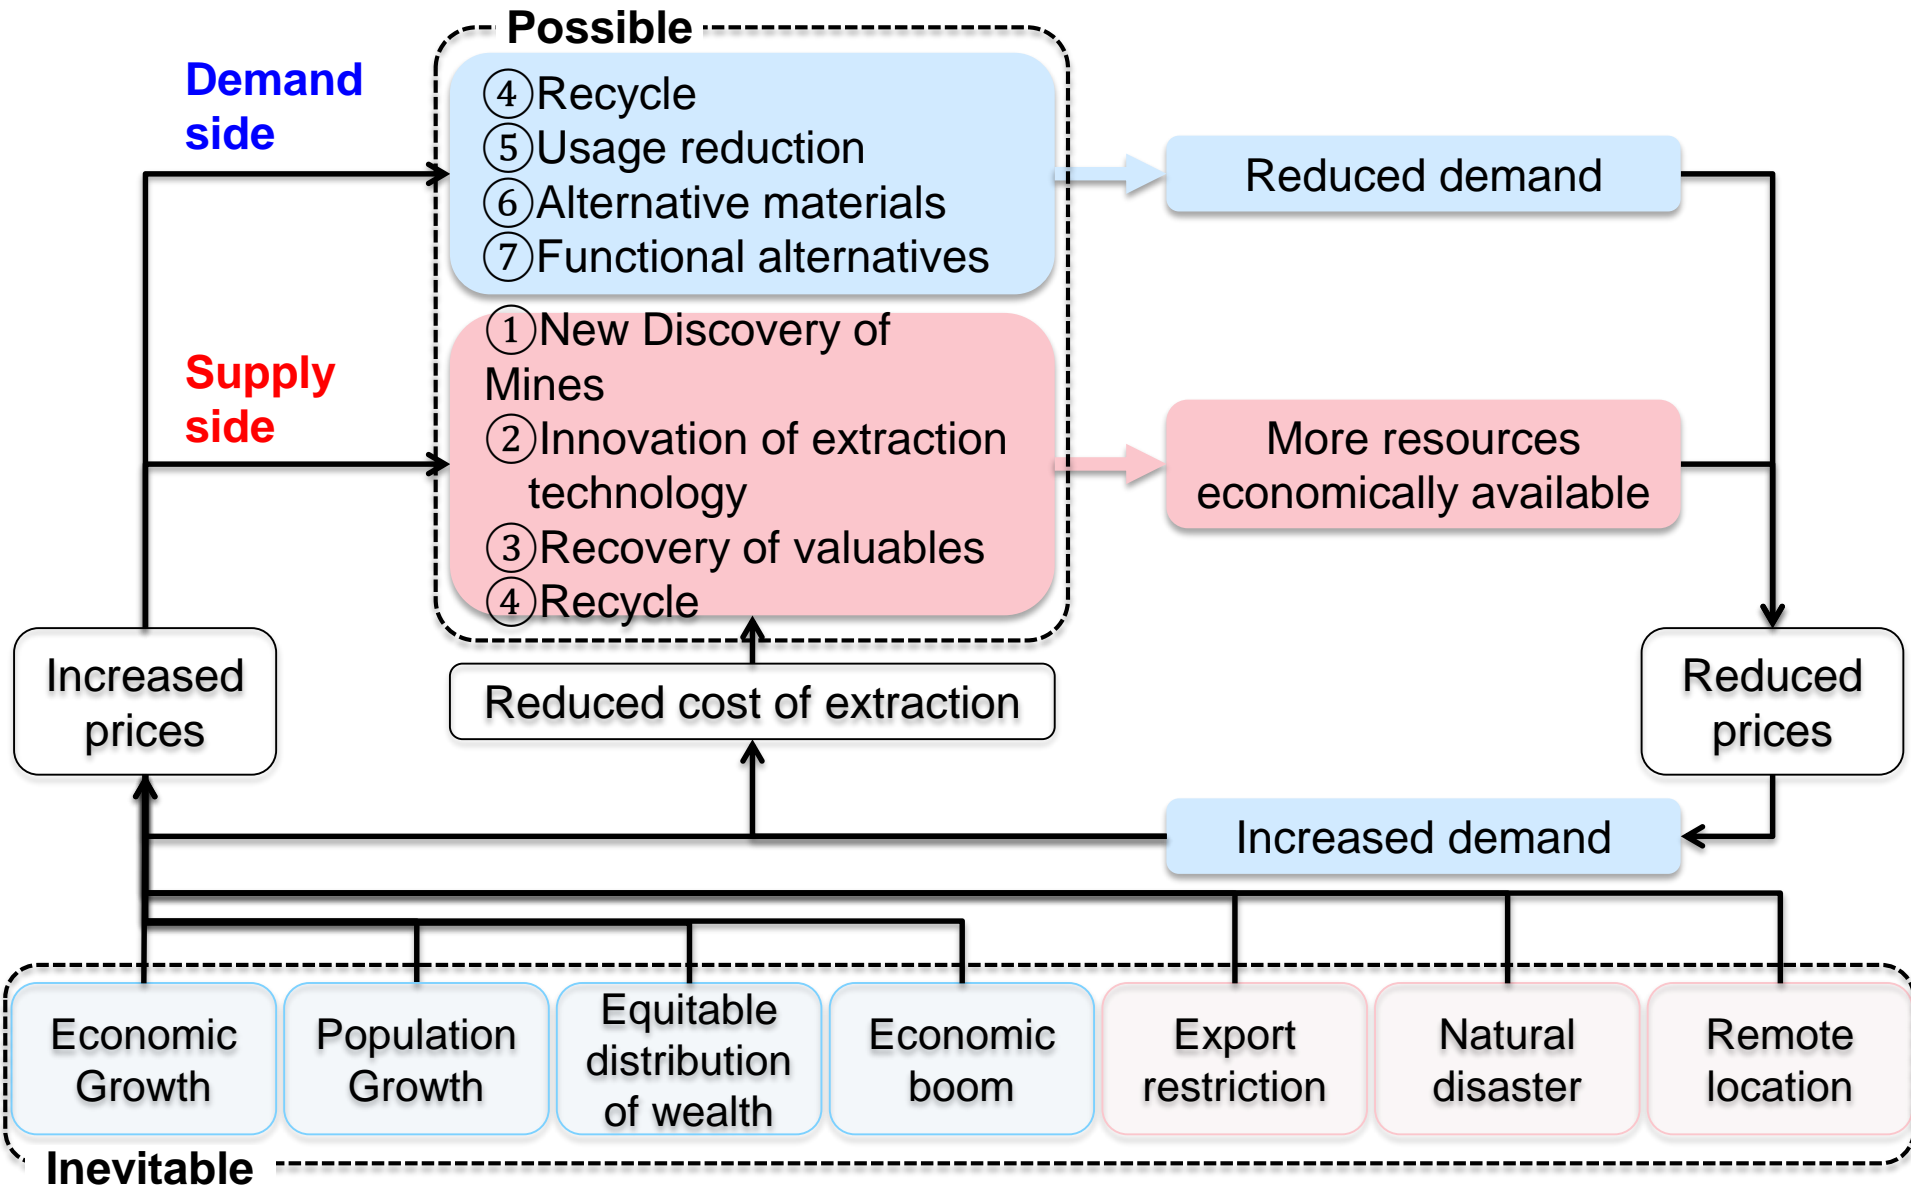 Possible
Demand
side
④Recycle
⑤Usage reduction
⑥Alternative materials
⑦Functional alternatives
Reduced demand
Supply
side
①New Discovery of
Mines
②Innovation of extraction
technology
③Recovery of valuables
④Recycle
More resources
economically available
Increased
prices
Reduced cost of extraction
Reduced
prices
Increased demand
Economic
Growth
Population
Growth
Equitable
distribution
of wealth
Economic
boom
Export
restriction
Natural
disaster
Remote
location
Inevitable